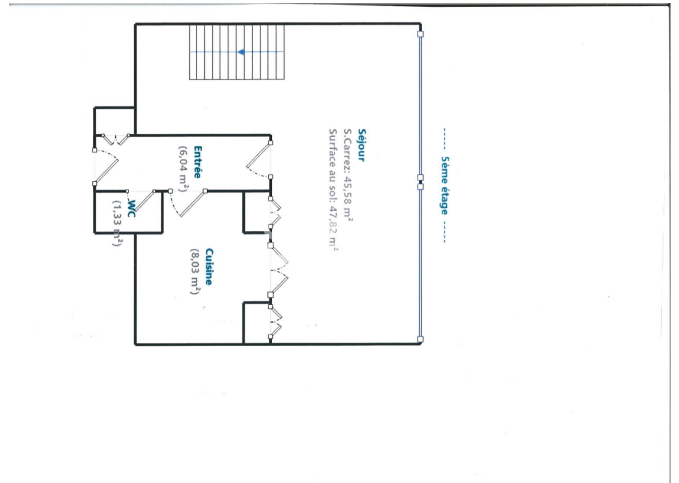 ----- 5ème étage -----
Séjour
S.Carrez: 45,58 m²
Surface au sol: 47,82 m²
Entrée
(6,04 m²)
WC
(1,33 m²)
Cuisine
(8,03 m²)